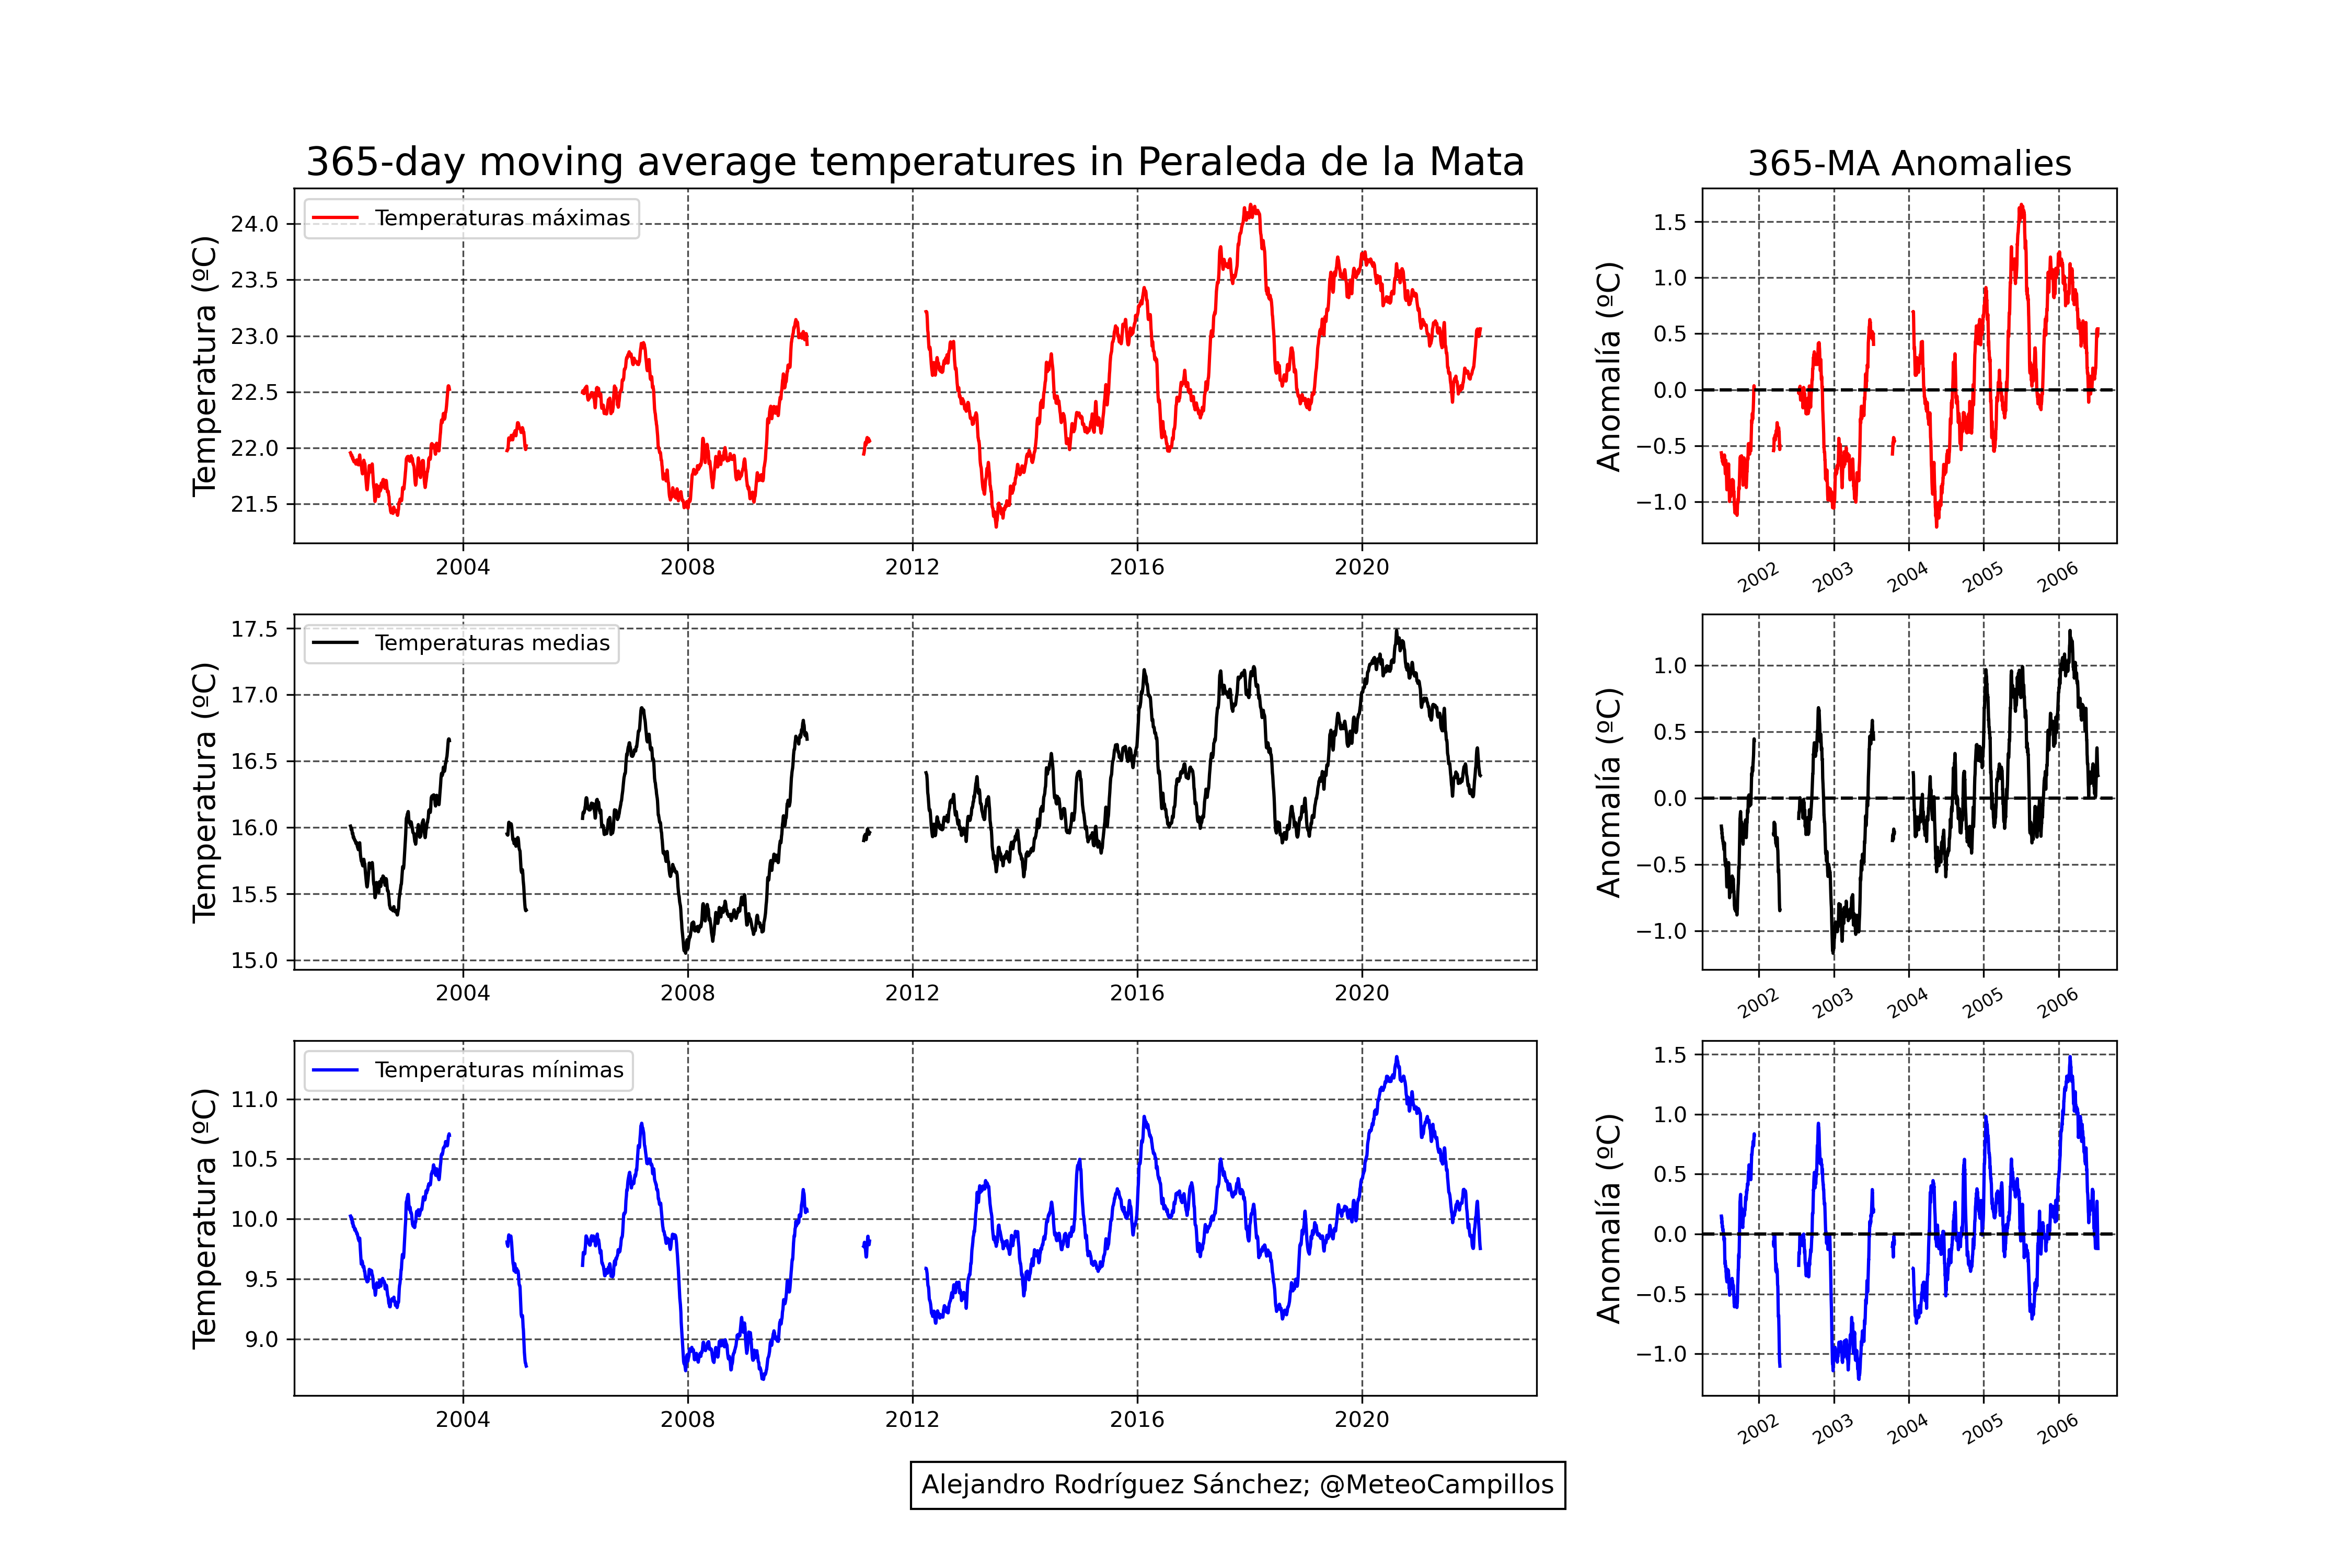 365-day moving average temperatures in Peraleda de la Mata
365-MA Anomalies
Temperatura (ºC)
24.0
23.5
23.0
22.5
22.0
21.5
Temperaturas máximas
2004 2008 2012 2016 2020
Anomalía (ºC)
1.5
1.0
0.5
0.0
−0.5
−1.0
2002 2003 2004 2005 2006
Temperatura (ºC)
17.5
17.0
16.5
16.0
15.5
15.0
Temperaturas medias
2004 2008 2012 2016 2020
Anomalía (ºC)
1.0
0.5
0.0
−0.5
−1.0
2002 2003 2004 2005 2006
Temperatura (ºC)
11.0
10.5
10.0
9.5
9.0
Temperaturas mínimas
2004 2008 2012 2016 2020
Anomalía (ºC)
1.5
1.0
0.5
0.0
−0.5
−1.0
2002 2003 2004 2005 2006
Alejandro Rodríguez Sánchez; @MeteoCampillos